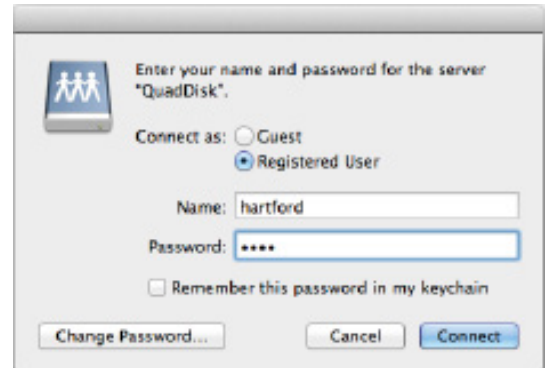 Enter your name and password for the server
"QuadDisk".
Connect as: Guest
Registered User
Name: hartford
Password: ••••
Remember this password in my keychain
Change Password... Cancel Connect